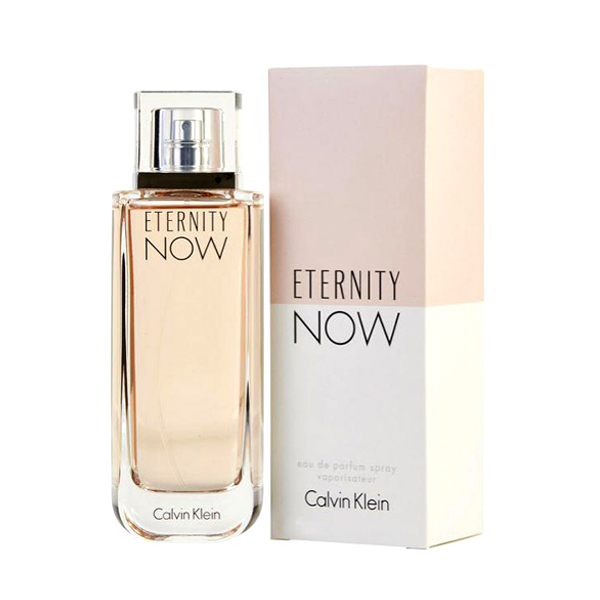 ETERNITY
NOW
Calvin Klein
ETERNITY
NOW
eau de parfum spray
vaporisateur
Calvin Klein